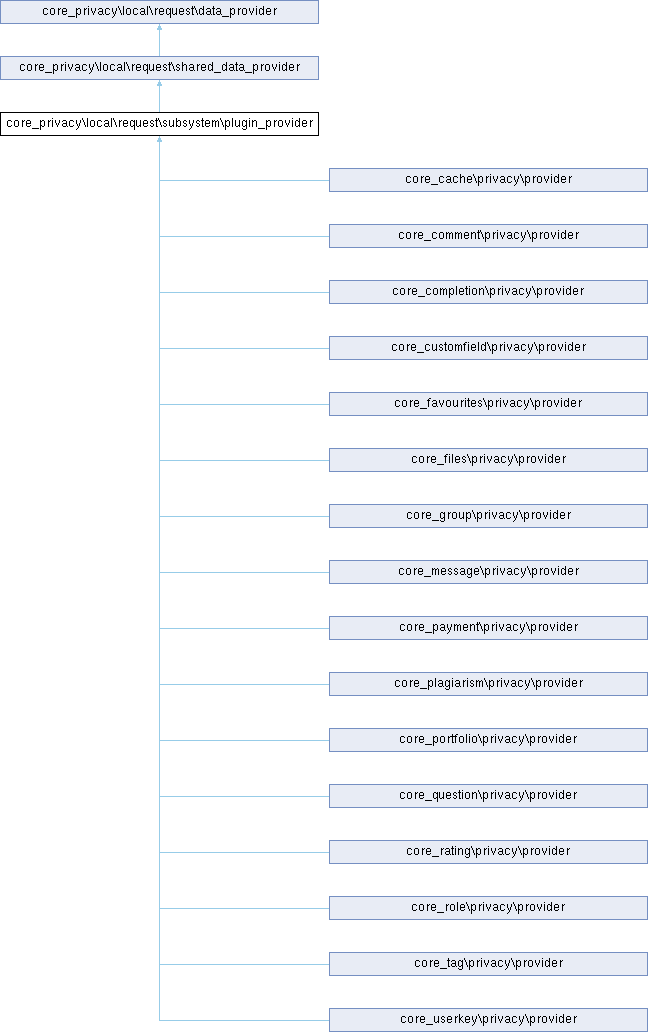 core_privacy\local\request\data_provider
core_privacy\local\request\shared_data_provider
core_privacy\local\request\subsystem\plugin_provider
core_cache\privacy\provider
core_comment\privacy\provider
core_completion\privacy\provider
core_customfield\privacy\provider
core_favourites\privacy\provider
core_files\privacy\provider
core_group\privacy\provider
core_message\privacy\provider
core_payment\privacy\provider
core_plagiarism\privacy\provider
core_portfolio\privacy\provider
core_question\privacy\provider
core_rating\privacy\provider
core_role\privacy\provider
core_tag\privacy\provider
core_userkey\privacy\provider